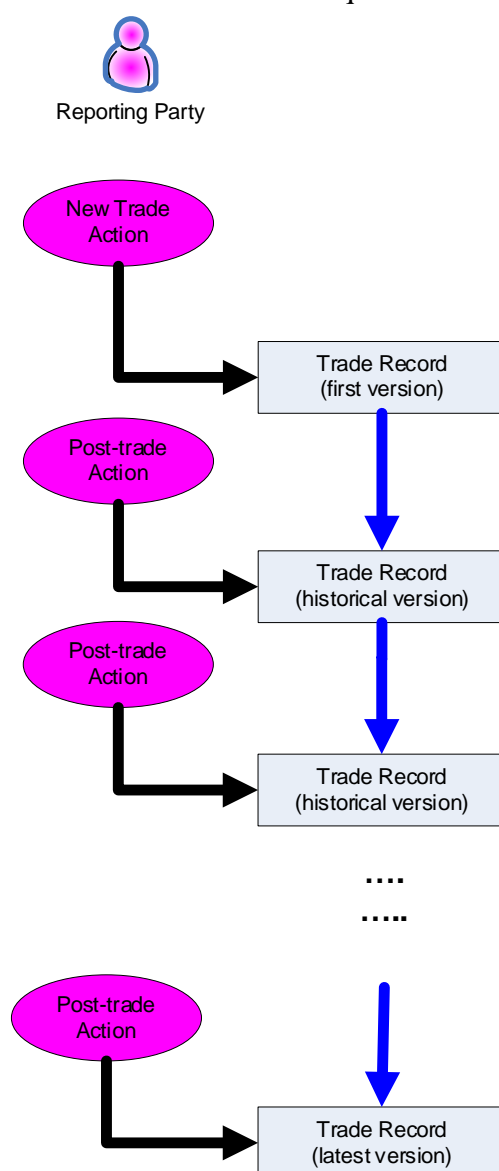 Reporting Party
New Trade
Action
Trade Record
(first version)
Post-trade
Action
Trade Record
(historical version)
Post-trade
Action
Trade Record
(historical version)
....
.....
Post-trade
Action
Trade Record
(latest version)